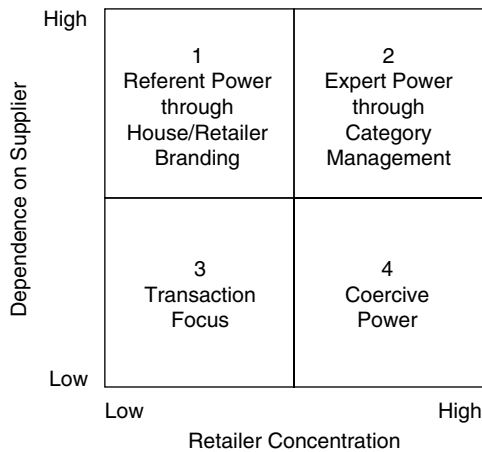 High
Dependence on Supplier
1
Referent Power
through
House/Retailer
Branding
2
Expert Power
through
Category
Management
3
Transaction
Focus
4
Coercive
Power
Low
Low
High
Retailer Concentration